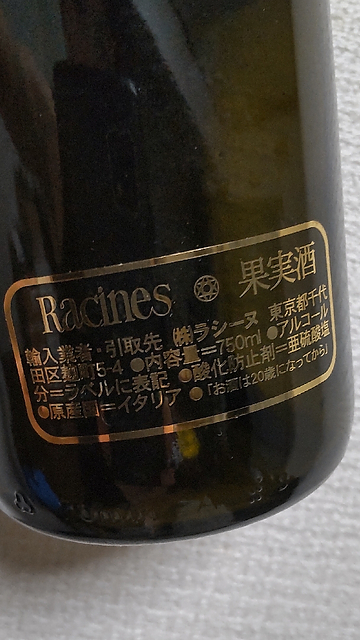 Racines 果実酒
輸入業者・引取先 ㈱ラシーヌ 東京都千代
田区麴町5-4 ●内容量=750ml ●アルコール
分=ラベルに表記 ●酸化防止剤=亜硫酸塩
●原産国=イタリア ●「お酒は20歳になってから」